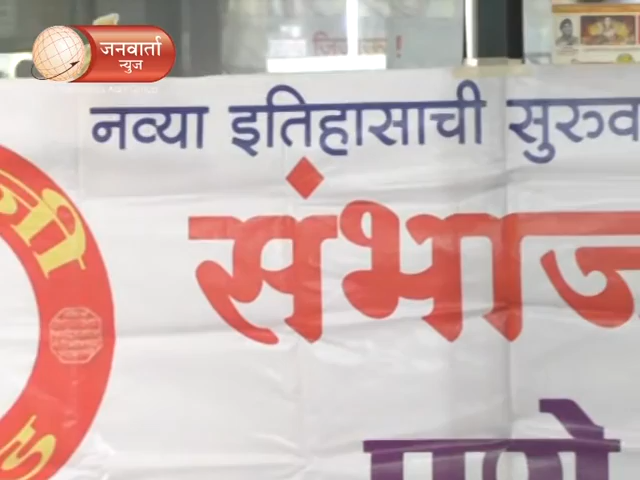 जनवार्ता
न्युज
नव्या इतिहासाची सुरुव
संभाज
पुणे